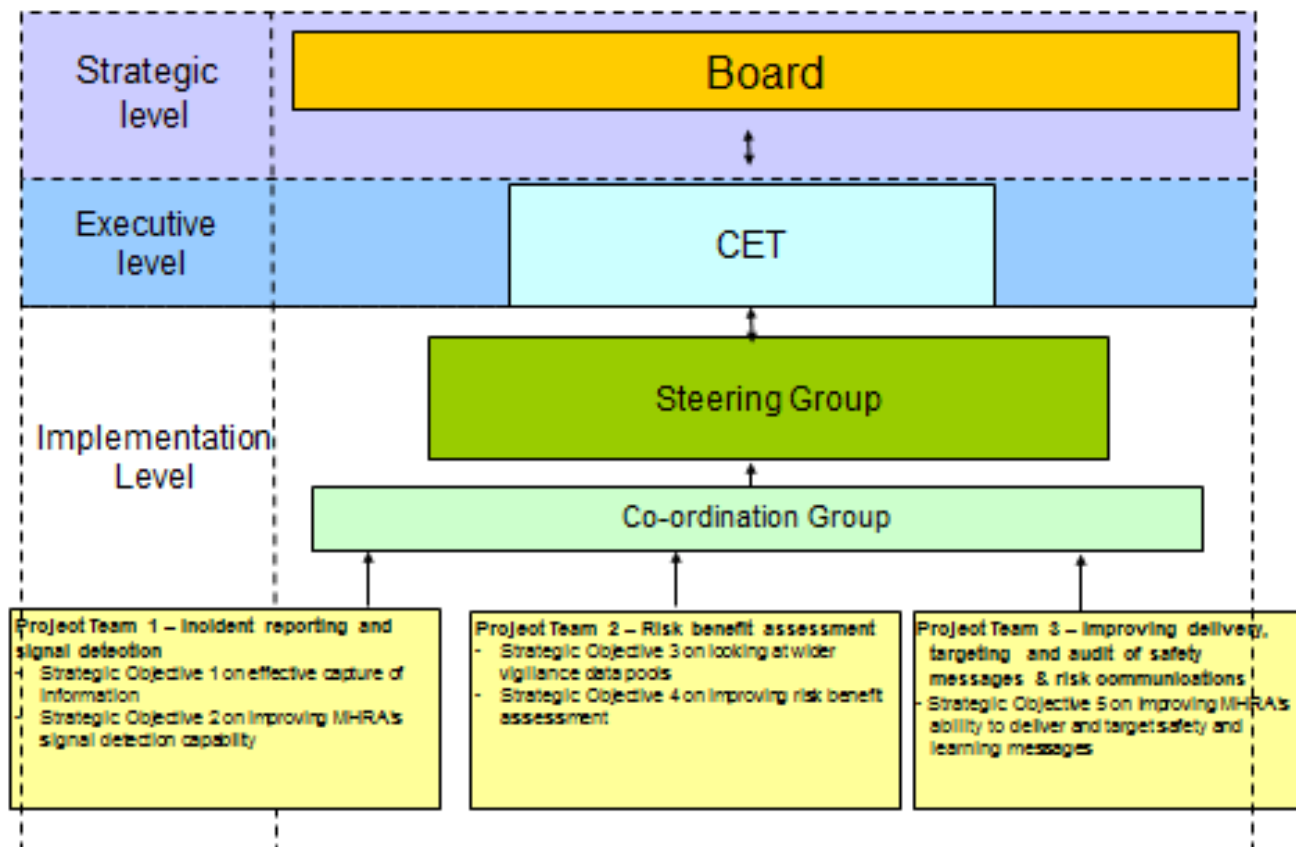 Strategic
level
Board
Executive
level
CET
Implementation
Level
Steering Group
Co-ordination Group
Project Team 1 – Incident reporting and
signal detection
- Strategic Objective 1 on effective capture of
information
- Strategic Objective 2 on improving MHRA's
signal detection capability
Project Team 2 – Risk benefit assessment
- Strategic Objective 3 on looking at wider
vigilance data pools
- Strategic Objective 4 on improving risk benefit
assessment
Project Team 3 – Improving delivery,
targeting and audit of safety
messages & risk communications
- Strategic Objective 5 on improving MHRA's
ability to deliver and target safety and
learning messages